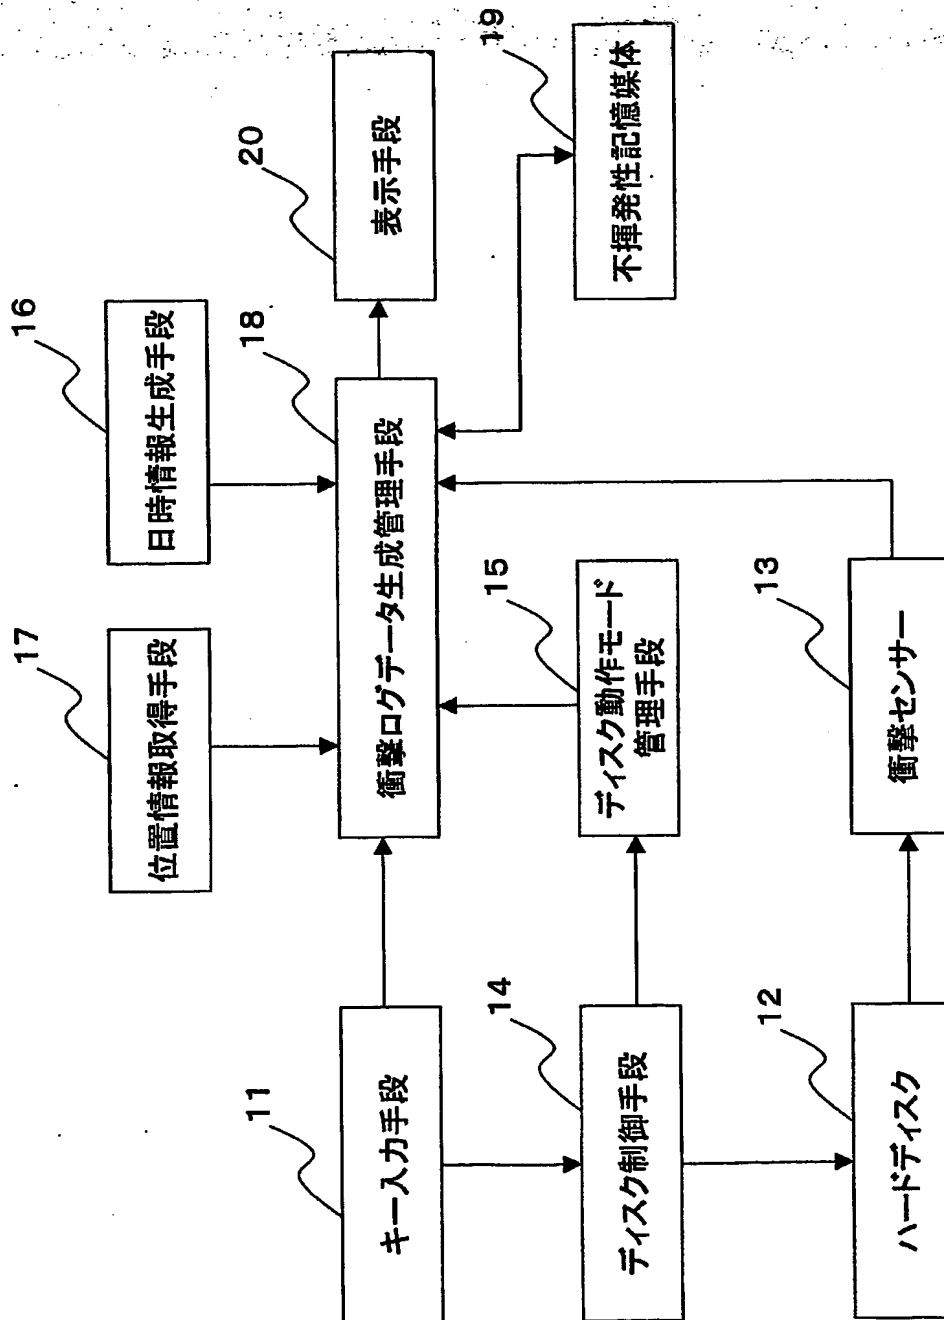 17
位置情報取得手段
16
日時情報生成手段
11
キー入力手段
18
衝撃ログデータ生成管理手段
20
表示手段
14
ディスク制御手段
15
ディスク動作モード
管理手段
19
不揮発性記憶媒体
12
ハードディスク
13
衝撃センサー